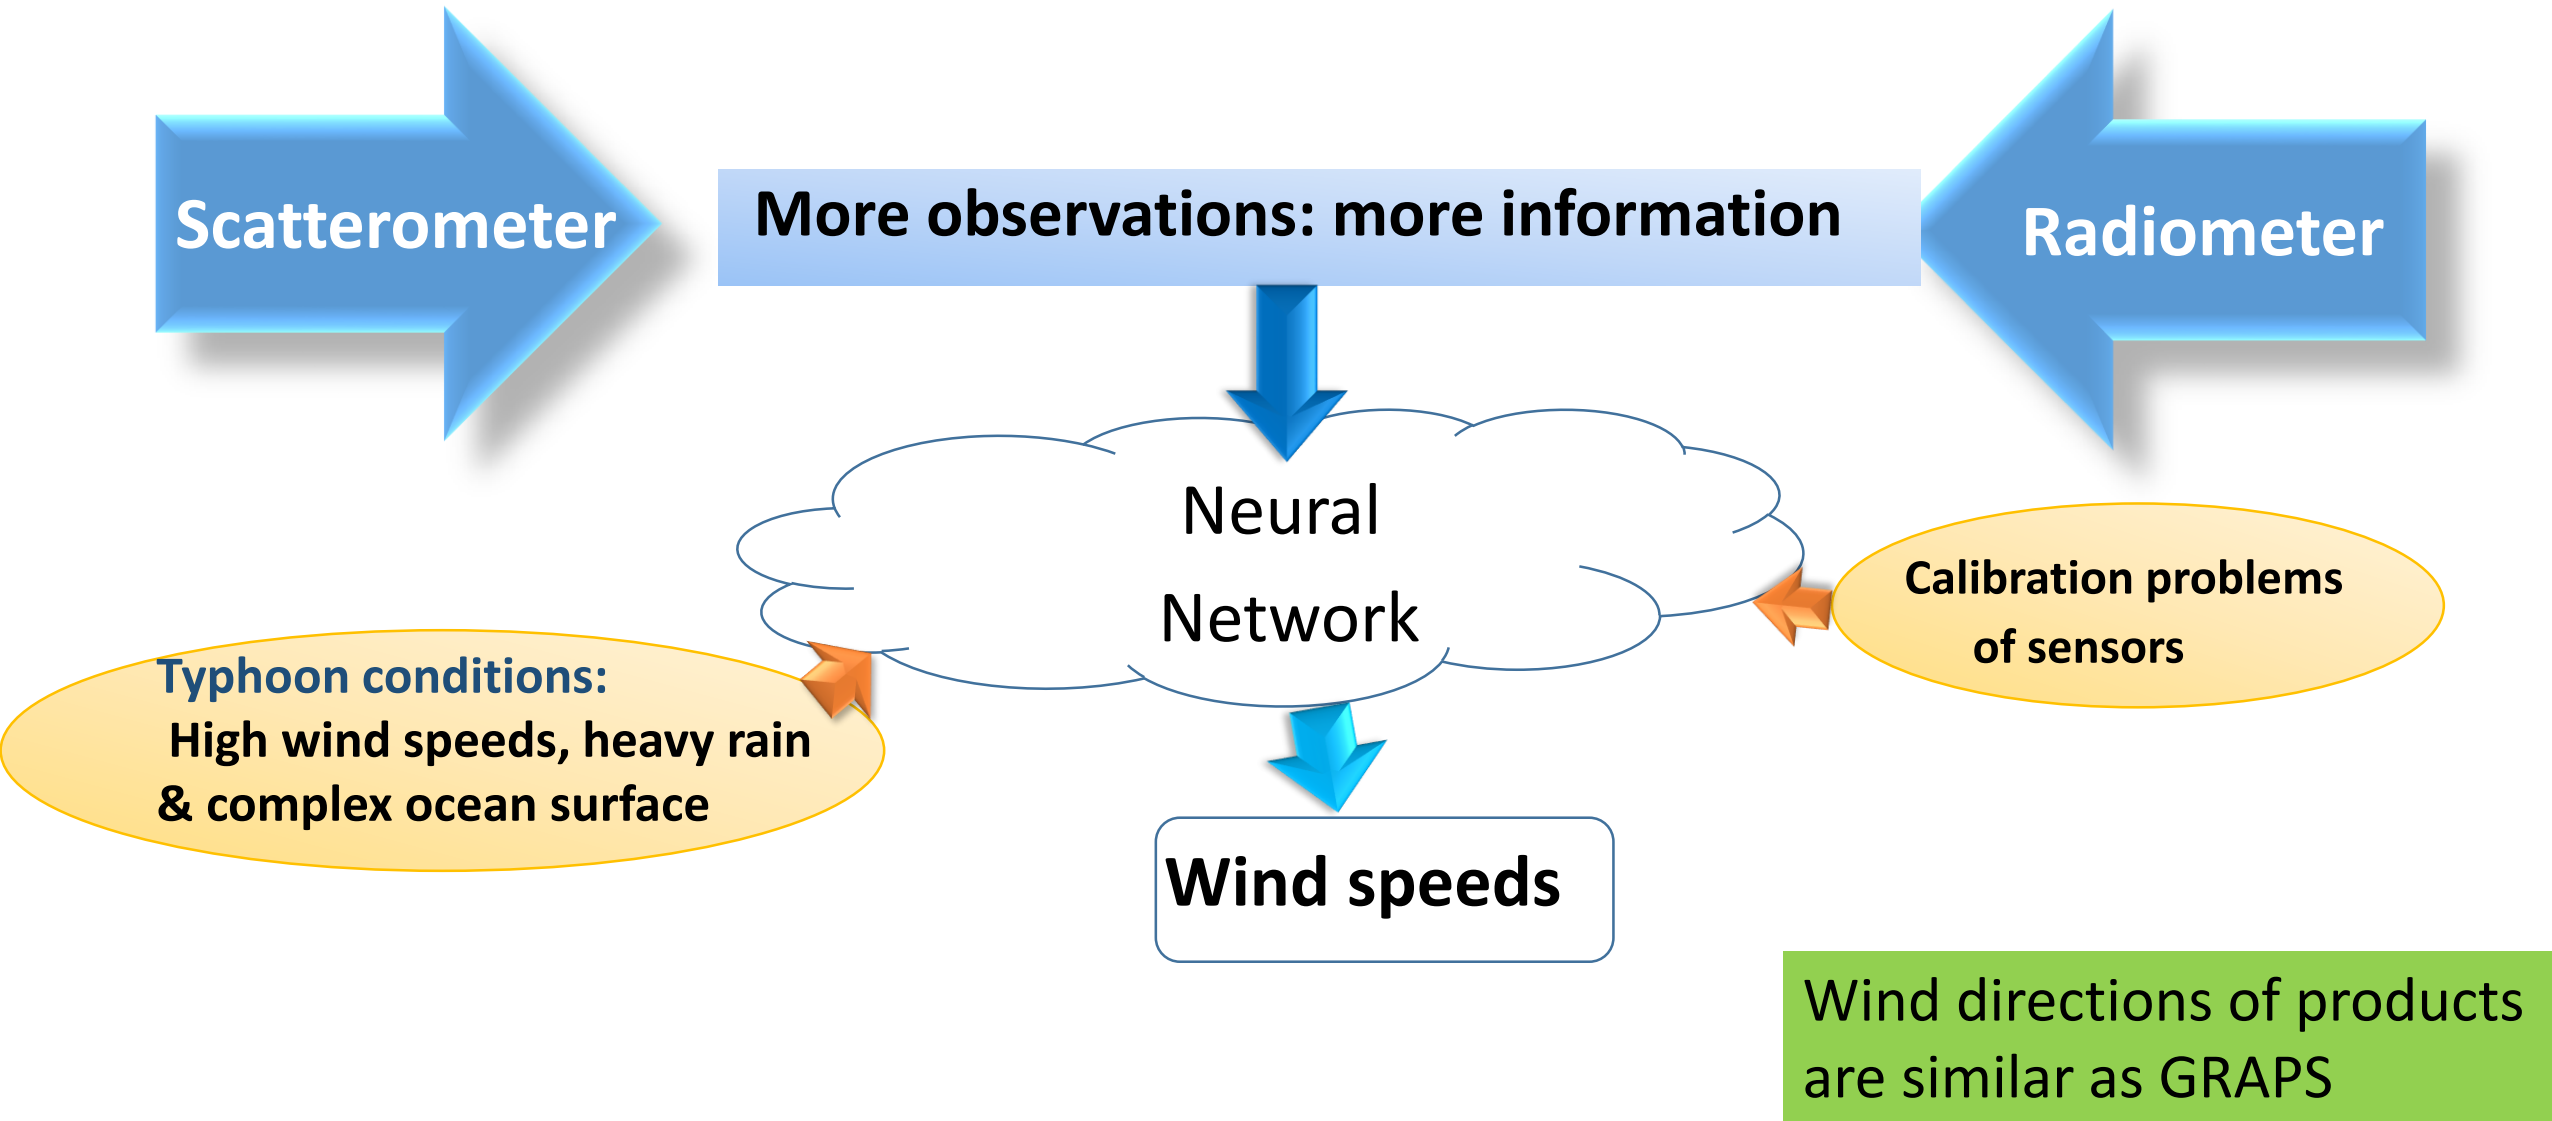 Scatterometer
More observations: more information
Radiometer
Neural
Network
Calibration problems
of sensors
Typhoon conditions:
High wind speeds, heavy rain
& complex ocean surface
Wind speeds
Wind directions of products
are similar as GRAPS